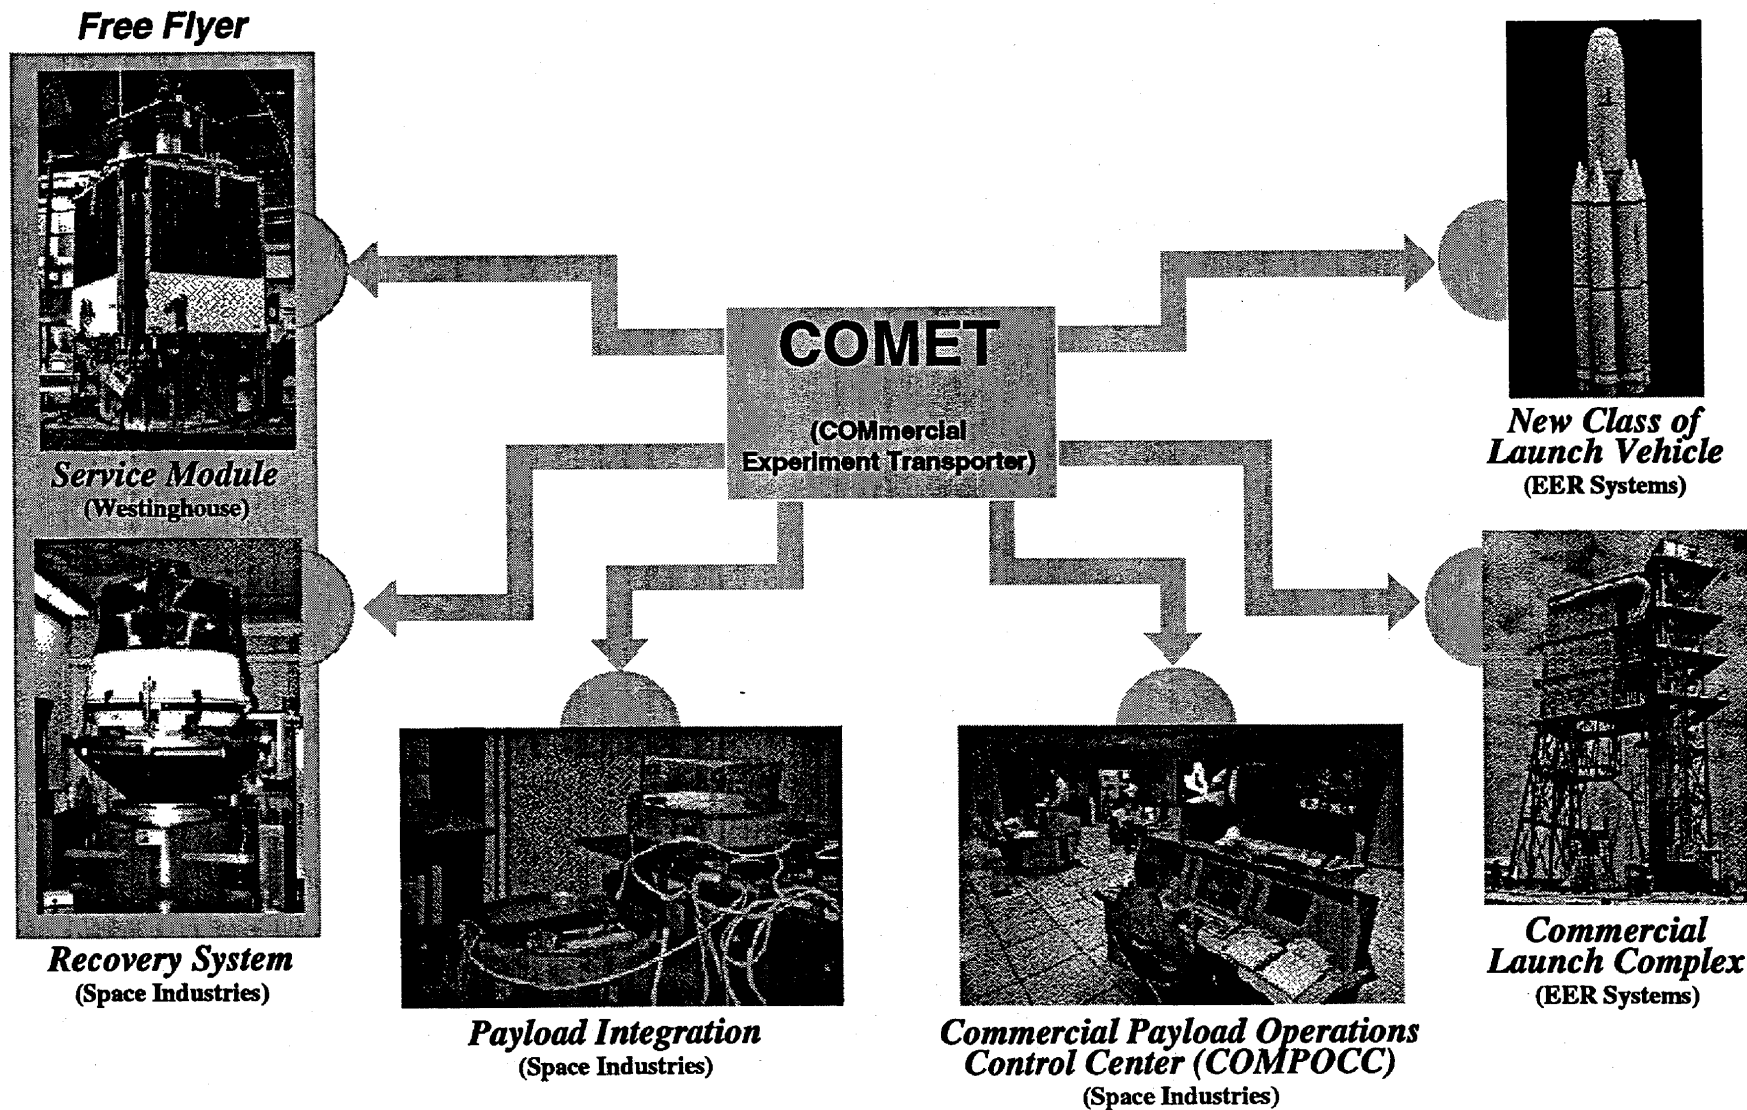 Free Flyer
Service Module
(Westinghouse)
Recovery System
(Space Industries)
COMET
(COMmercial
Experiment Transporter)
Payload Integration
(Space Industries)
Commercial Payload Operations
Control Center (COMPOCC)
(Space Industries)
New Class of
Launch Vehicle
(EER Systems)
Commercial
Launch Complex
(EER Systems)